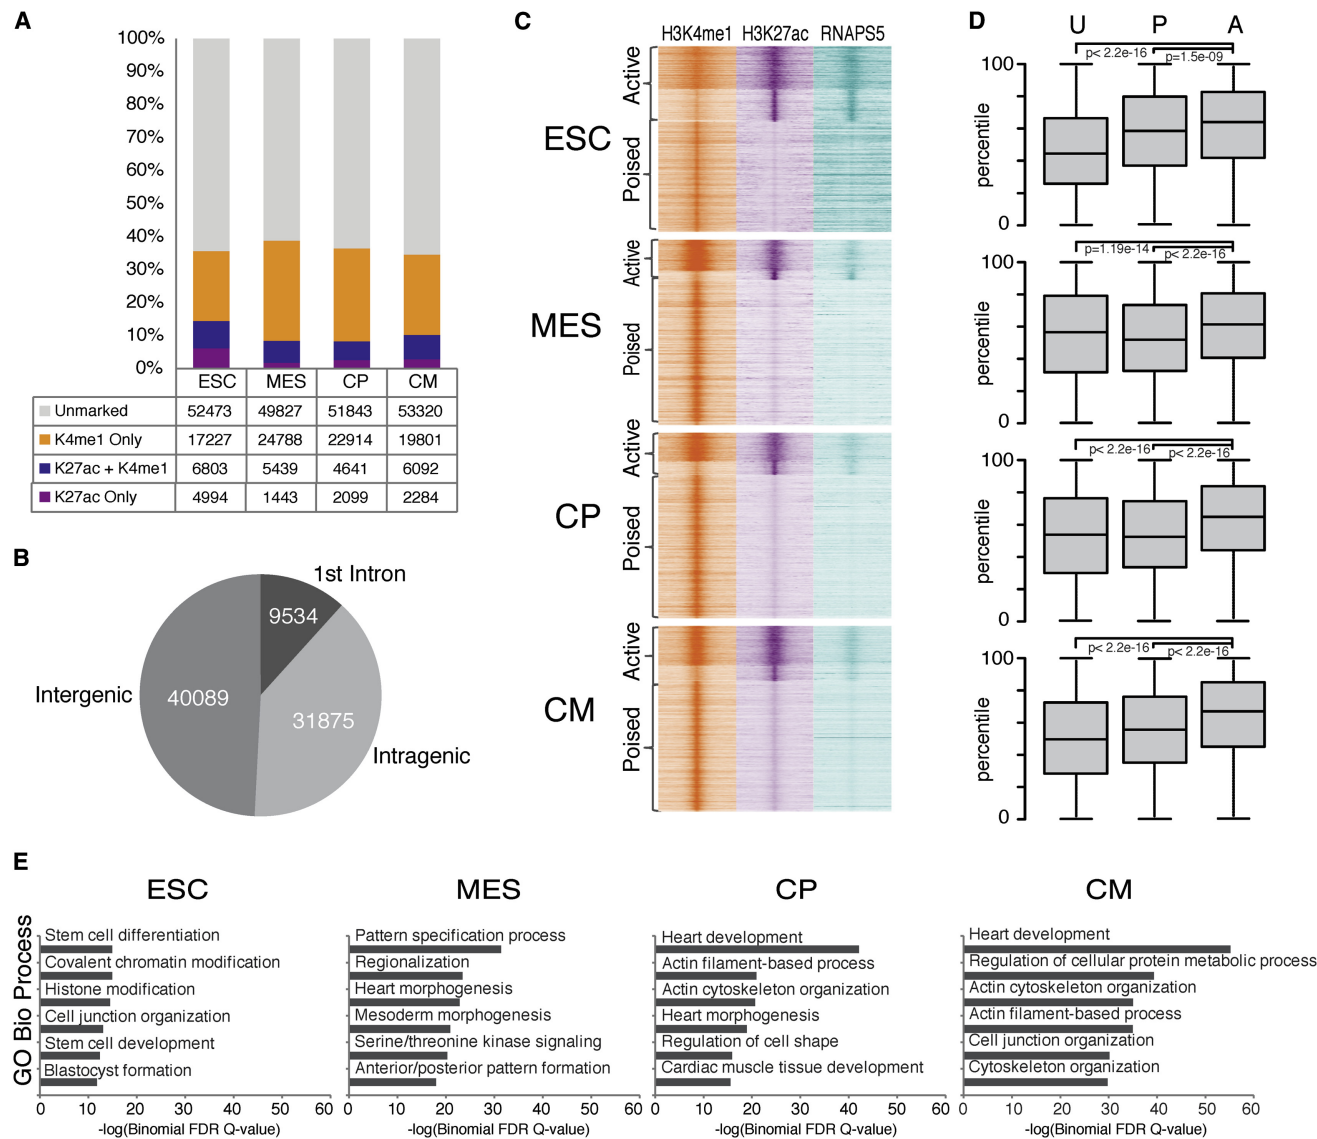 A
100%
90%
80%
70%
60%
50%
40%
30%
20%
10%
0%
ESC MES CP CM
Unmarked 52473 49827 51843 53320
K4me1 Only 17227 24788 22914 19801
K27ac + K4me1 6803 5439 4641 6092
K27ac Only 4994 1443 2099 2284
B
1st Intron
9534
Intergenic
40089
31875
Intragenic
C
H3K4me1 H3K27ac RNAPS5
ESC
Active
Poised
MES
Active
Poised
CP
Active
Poised
CM
Active
Poised
D
U P A
p< 2.2e-16
p=1.5e-09
100
percentile
0
p=1.19e-14
p< 2.2e-16
100
percentile
0
p< 2.2e-16
p< 2.2e-16
100
percentile
0
p< 2.2e-16
p< 2.2e-16
100
percentile
0
E
GO Bio Process
ESC
Stem cell differentiation
Covalent chromatin modification
Histone modification
Cell junction organization
Stem cell development
Blastocyst formation
0 10 20 30 40 50 60
-log(Binomial FDR Q-value)
MES
Pattern specification process
Regionalization
Heart morphogenesis
Mesoderm morphogenesis
Serine/threonine kinase signaling
Anterior/posterior pattern formation
0 10 20 30 40 50 60
-log(Binomial FDR Q-value)
CP
Heart development
Actin filament-based process
Actin cytoskeleton organization
Heart morphogenesis
Regulation of cell shape
Cardiac muscle tissue development
0 10 20 30 40 50 60
-log(Binomial FDR Q-value)
CM
Heart development
Regulation of cellular protein metabolic process
Actin cytoskeleton organization
Actin filament-based process
Cell junction organization
Cytoskeleton organization
0 10 20 30 40 50 60
-log(Binomial FDR Q-value)